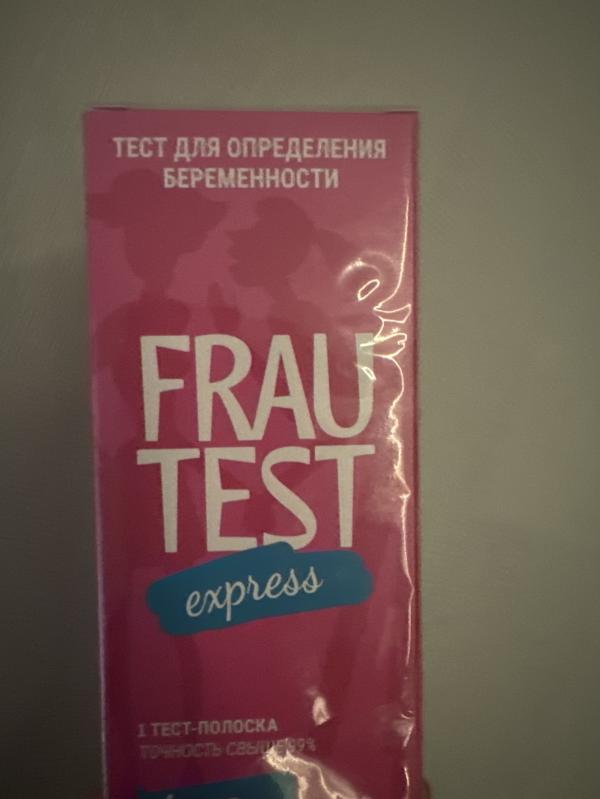 ТЕСТ ДЛЯ ОПРЕДЕЛЕНИЯ
БЕРЕМЕННОСТИ
FRAU
TEST
express
1 ТЕСТ-ПОЛОСКА
ТОЧНОСТЬ СВЫШЕ 99%